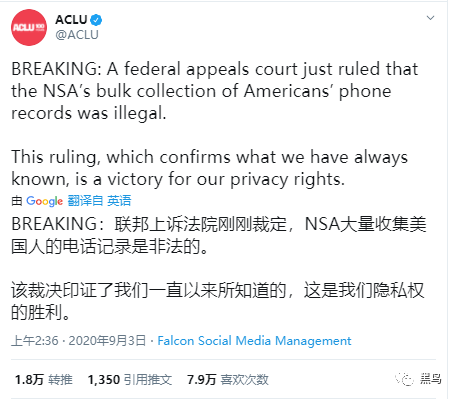 ACLU 100
ACLU
@ACLU
BREAKING: A federal appeals court just ruled that
the NSA's bulk collection of Americans' phone
records was illegal.
This ruling, which confirms what we have always
known, is a victory for our privacy rights.
由 Google 翻译自 英语
BREAKING：联邦上诉法院刚刚裁定，NSA大量收集美
国人的电话记录是非法的。
该裁决印证了我们一直以来所知道的，这是我们隐私权
的胜利。
上午2:36 · 2020年9月3日 · Falcon Social Media Management
1.8万 转推 1,350 引用推文 7.9万 喜欢次数
黑鸟